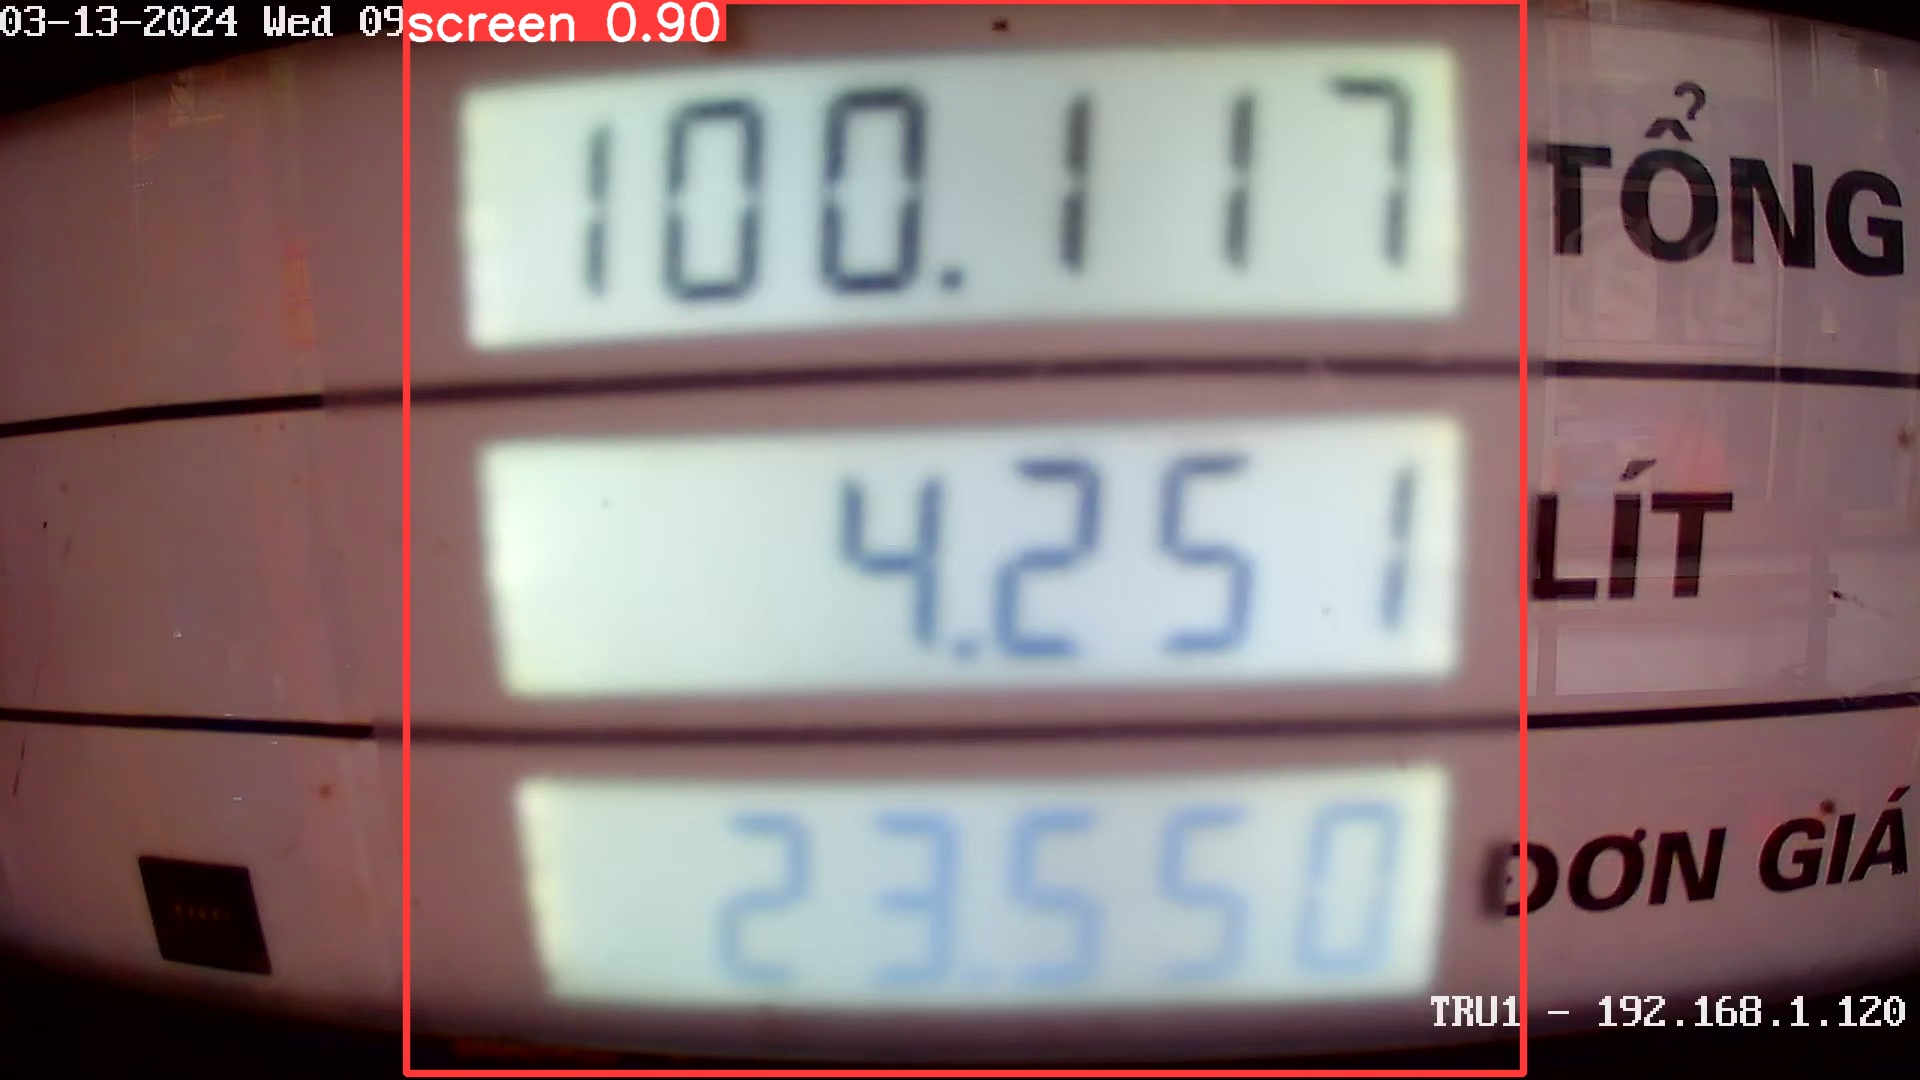 03-13-2024 Wed 09
screen 0.90
100.117
TỔNG
4.251
LÍT
23.550
ĐƠN GIÁ
TRU1 - 192.168.1.120